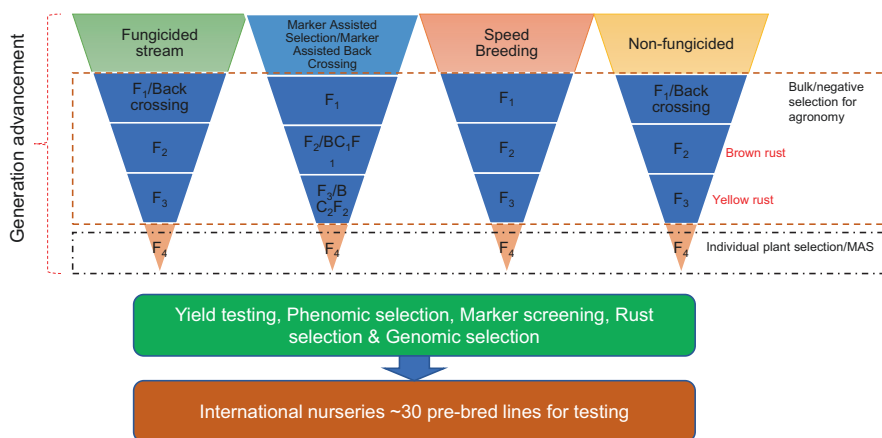 Generation advancement
Fungicided
stream
Marker Assisted
Selection/Marker
Assisted Back
Crossing
Speed
Breeding
Non-fungicided
F₁/Back
crossing
F₁
F₁
F₁/Back
crossing
Bulk/negative
selection for
agronomy
F₂
F₂/BC₁F
₁
F₂
F₂
Brown rust
F₃
F₃/B
C₂F₂
F₃
F₃
Yellow rust
F₄
F₄
F₄
F₄
Individual plant selection/MAS
Yield testing, Phenomic selection, Marker screening, Rust
selection & Genomic selection
International nurseries ~30 pre-bred lines for testing